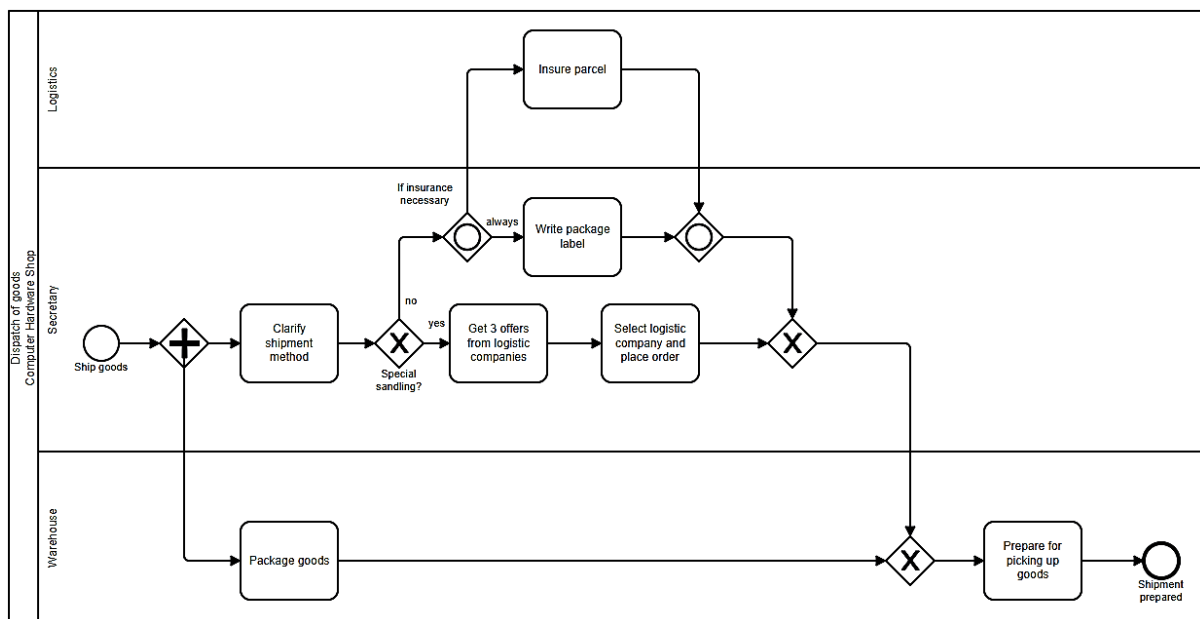 Dispatch of goods
Computer Hardware Shop
Logistics
Insure parcel
Secretary
If insurance
necessary
always
Write package
label
no
Ship goods
Clarify
shipment
method
Special
sandling?
yes
Get 3 offers
from logistic
companies
Select logistic
company and
place order
Warehouse
Package goods
Prepare for
picking up
goods
Shipment
prepared